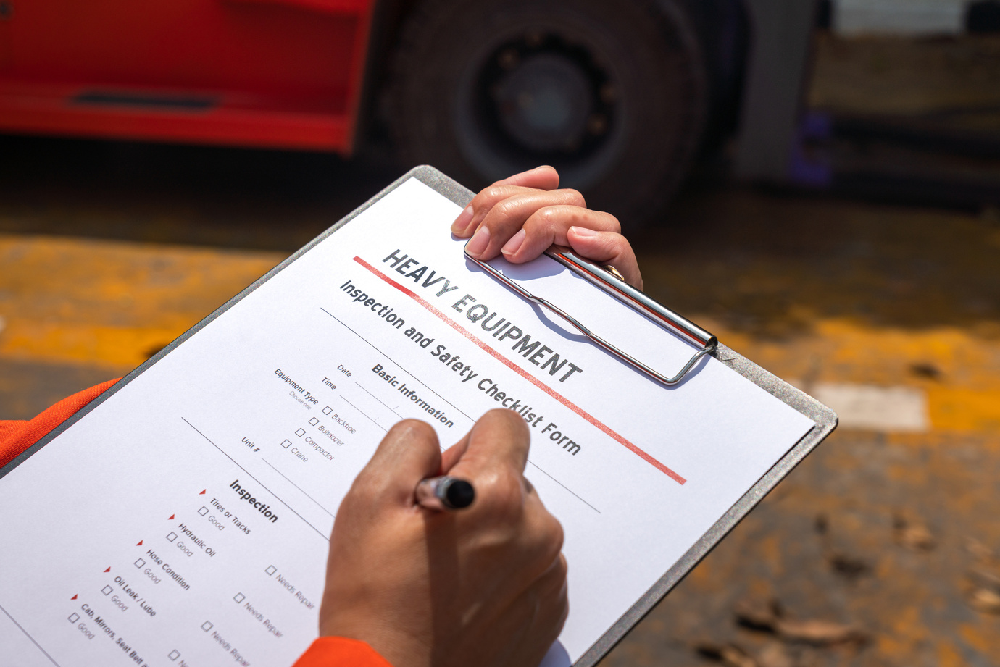 HEAVY EQUIPMENT
Inspection and Safety Checklist Form
Basic Information
Date
Time
Equipment Type
Choose one
Backhoe
Bulldozer
Compactor
Crane
Unit #
Inspection
Tires or Tracks
Good
Needs Repair
Hydraulic Oil
Good
Needs Repair
Hose Condition
Good
Needs Repair
Oil Leak / Lube
Good
Cab, Mirrors, Seat Belt
Good